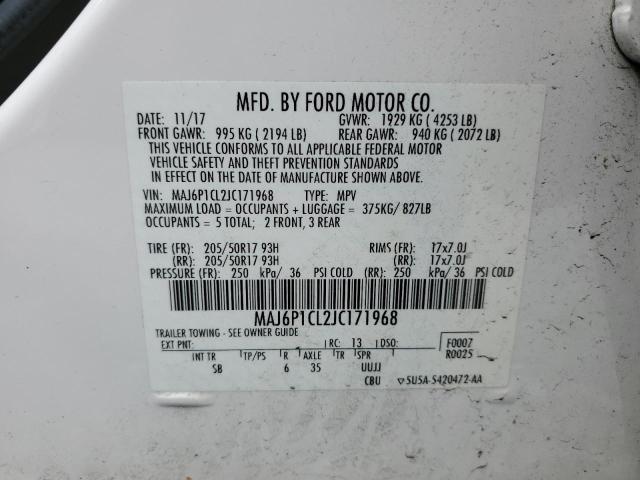 MFD. BY FORD MOTOR CO.
DATE: 11/17 GVWR: 1929 KG ( 4253 LB)
FRONT GAWR: 995 KG ( 2194 LB) REAR GAWR: 940 KG ( 2072 LB)
THIS VEHICLE CONFORMS TO ALL APPLICABLE FEDERAL MOTOR
VEHICLE SAFETY AND THEFT PREVENTION STANDARDS
IN EFFECT ON THE DATE OF MANUFACTURE SHOWN ABOVE.
VIN: MAJ6P1CL2JC171968 TYPE: MPV
MAXIMUM LOAD = OCCUPANTS + LUGGAGE = 375KG/ 827LB
OCCUPANTS = 5 TOTAL; 2 FRONT, 3 REAR
TIRE (FR): 205/50R17 93H RIMS (FR): 17x7.0J
(RR): 205/50R17 93H (RR): 17x7.0J
PRESSURE (FR): 250 kPa/ 36 PSI COLD (RR): 250 kPa/ 36 PSI COLD
MAJ6P1CL2JC171968
TRAILER TOWING - SEE OWNER GUIDE
EXT PNT: RC: 13 DSO: F0007
R0025
INT TR TP/PS R AXLE TR SPR
SB 6 35 UUJJ
CBU 5U5A-S420472-AA